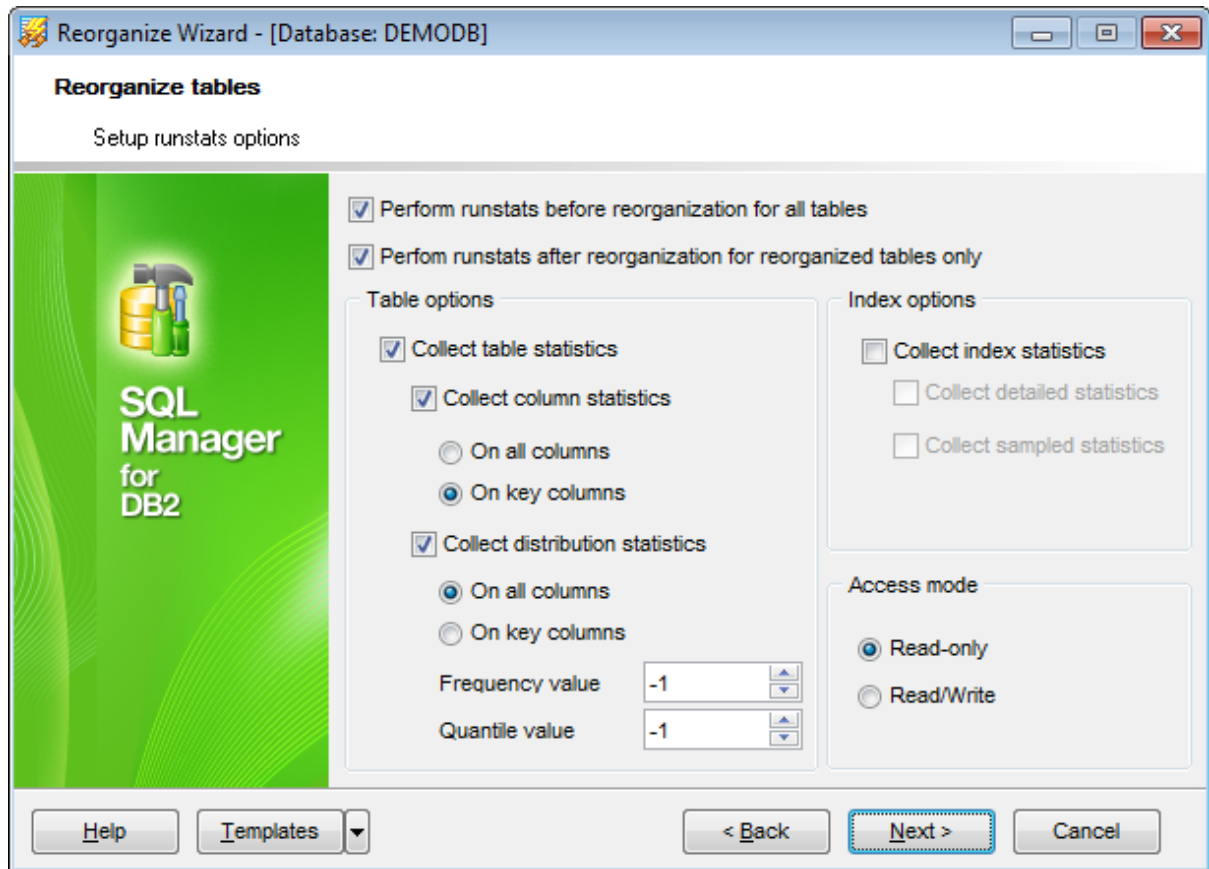 Reorganize Wizard - [Database: DEMODB]
Reorganize tables
Setup runstats options
SQL
Manager
for
DB2
Perform runstats before reorganization for all tables
Perfom runstats after reorganization for reorganized tables only
Table options
Collect table statistics
Collect column statistics
On all columns
On key columns
Collect distribution statistics
On all columns
On key columns
Frequency value -1
Quantile value -1
Index options
Collect index statistics
Collect detailed statistics
Collect sampled statistics
Access mode
Read-only
Read/Write
Help Templates < Back Next > Cancel